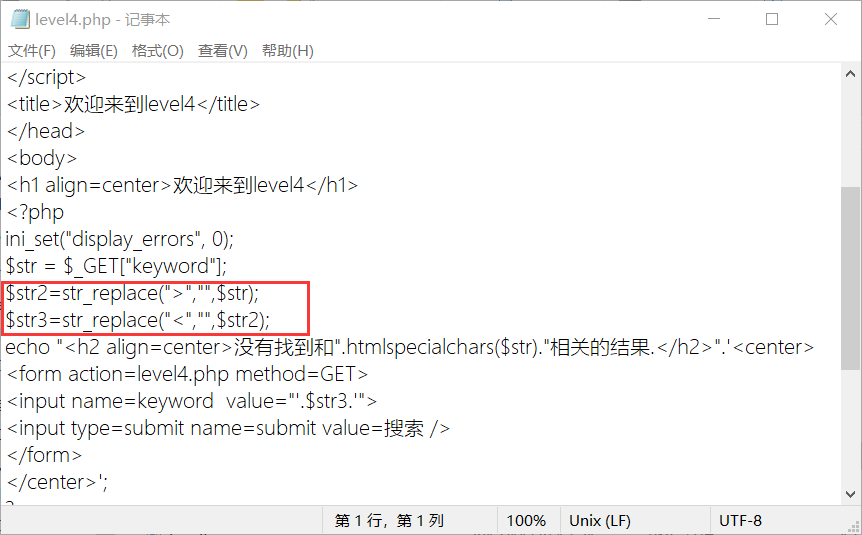 level4.php - 记事本
文件(F) 编辑(E) 格式(O) 查看(V) 帮助(H)
</script>
<title>欢迎来到level4</title>
</head>
<body>
<h1 align=center>欢迎来到level4</h1>
<?php
ini_set("display_errors", 0);
$str = $_GET["keyword"];
$str2=str_replace(">","",$str);
$str3=str_replace("<","",$str2);
echo "<h2 align=center>没有找到和".htmlspecialchars($str)."相关的结果.</h2>".'<center>
<form action=level4.php method=GET>
<input name=keyword  value="'.$str3.'">
<input type=submit name=submit value=搜索 />
</form>
</center>';
第 1 行，第 1 列 100% Unix (LF) UTF-8